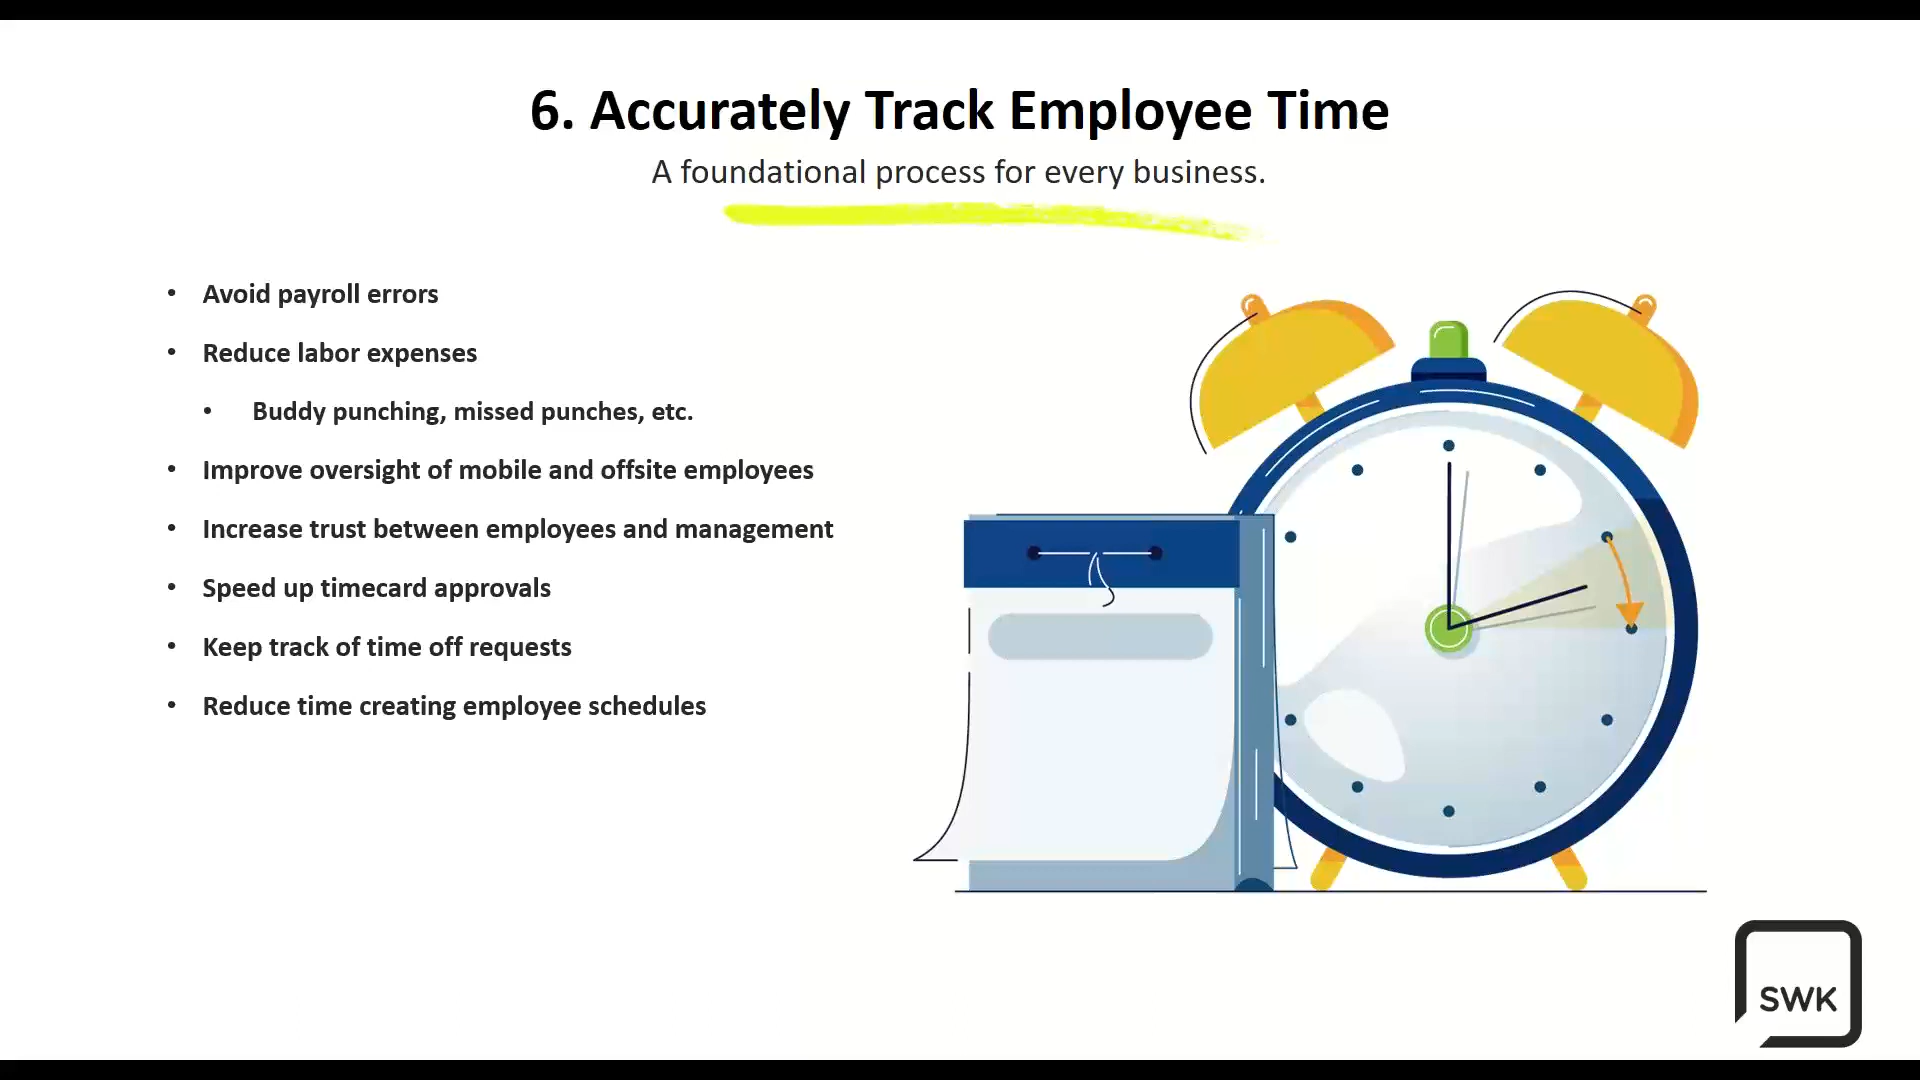 6. Accurately Track Employee Time
A foundational process for every business.
• Avoid payroll errors
• Reduce labor expenses
• Buddy punching, missed punches, etc.
• Improve oversight of mobile and offsite employees
• Increase trust between employees and management
• Speed up timecard approvals
• Keep track of time off requests
• Reduce time creating employee schedules
SWK